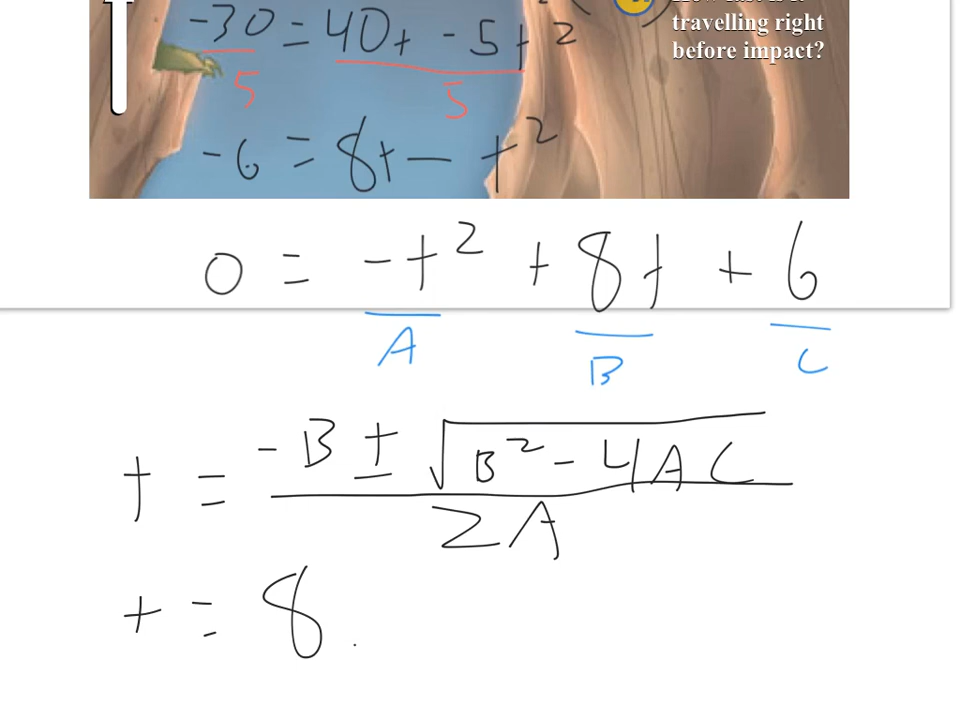 travelling right
before impact?
-30 = 40t - 5t²
5 5
-6 = 8t - t²
0 = -t² + 8t + 6
A B C
t = -B ± √B² - 4AC
2A
t = 8.